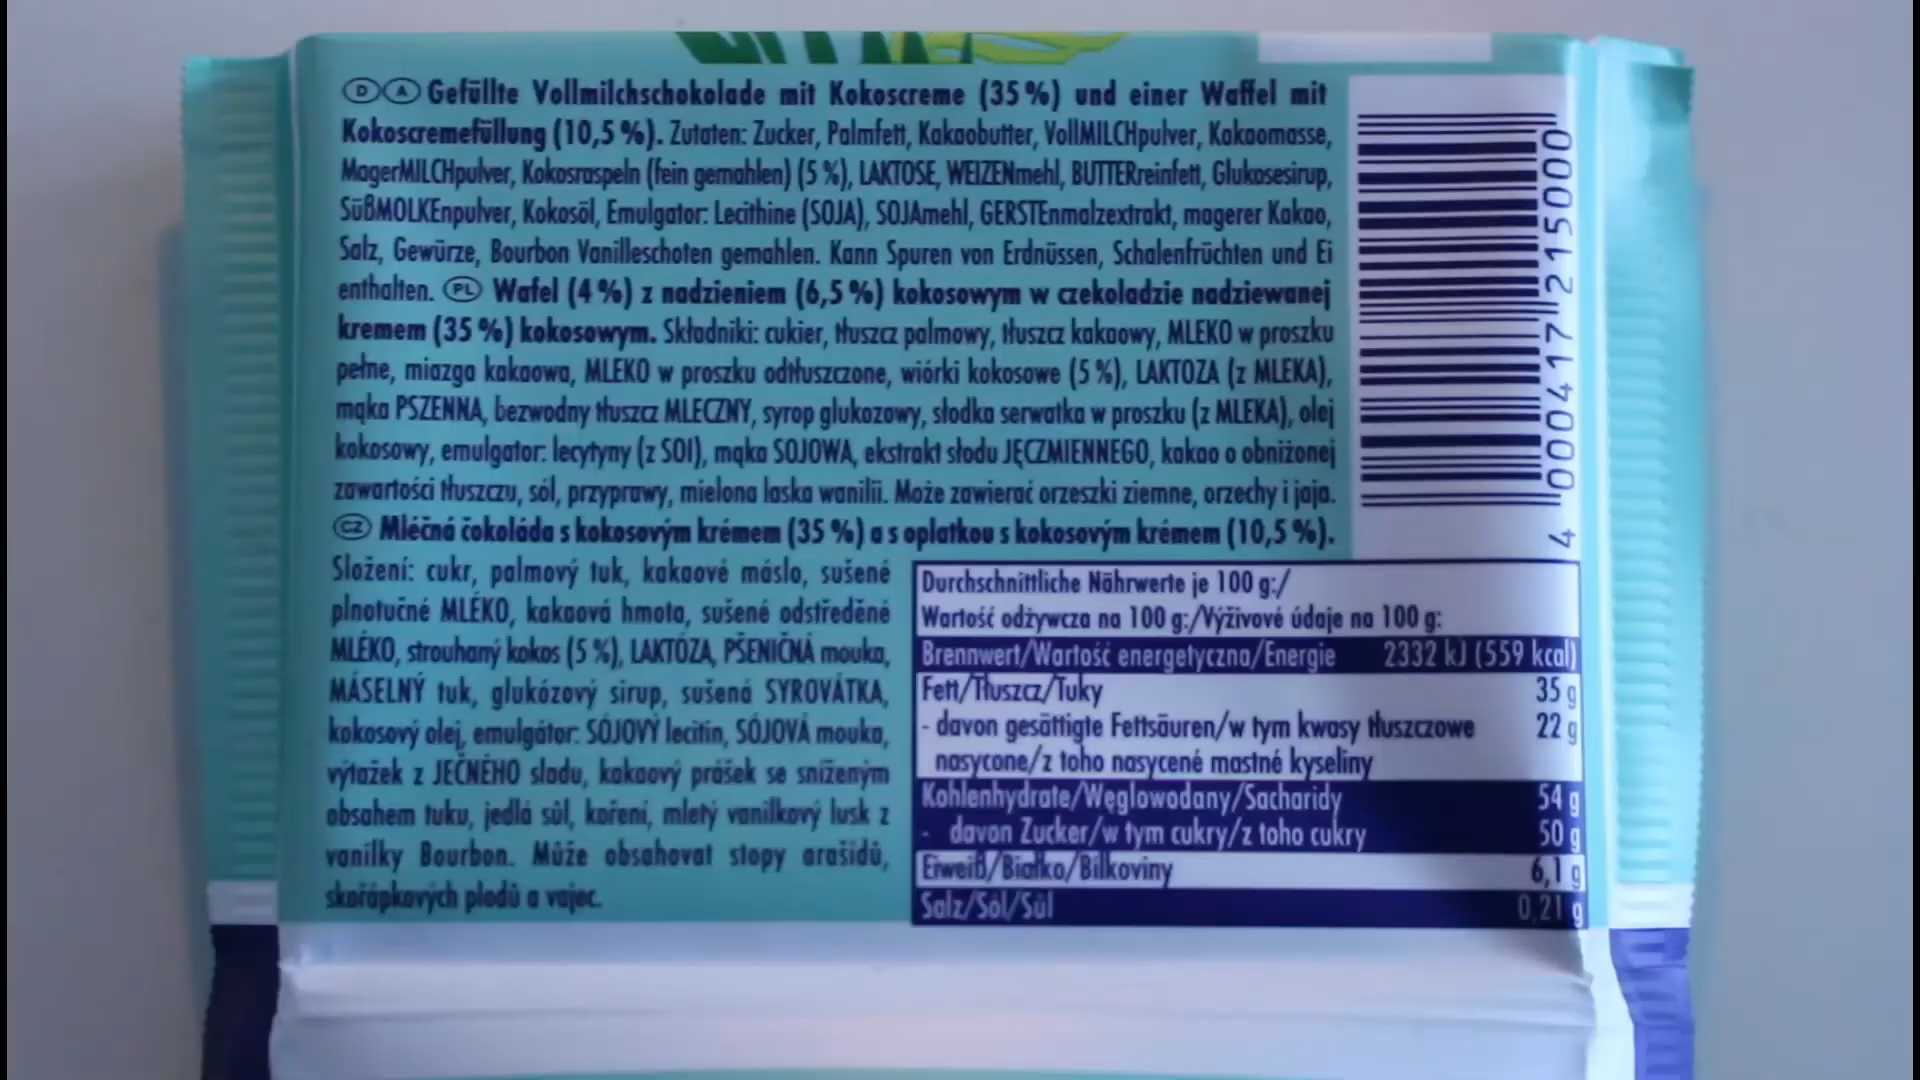 D A Gefüllte Vollmilchschokolade mit Kokoscreme (35 %) und einer Waffel mit
Kokoscremefüllung (10,5 %). Zutaten: Zucker, Palmfett, Kakaobutter, VollMILCHpulver, Kakaomasse,
MagerMILCHpulver, Kokosraspeln (fein gemahlen) (5 %), LAKTOSE, WEIZENmehl, BUTTERreinfett, Glukosesirup,
SüßMOLKEnpulver, Kokosöl, Emulgator: Lecithine (SOJA), SOJAmehl, GERSTEnmalzextrakt, magerer Kakao,
Salz, Gewürze, Bourbon Vanilleschoten gemahlen. Kann Spuren von Erdnüssen, Schalenfrüchten und Ei
enthalten. PL Wafel (4 %) z nadzieniem (6,5 %) kokosowym w czekoladzie nadziewanej
kremem (35 %) kokosowym. Składniki: cukier, tłuszcz palmowy, tłuszcz kakaowy, MLEKO w proszku
pełne, miazga kakaowa, MLEKO w proszku odtłuszczone, wiórki kokosowe (5 %), LAKTOZA (z MLEKA),
mąka PSZENNA, bezwodny tłuszcz MLECZNY, syrop glukozowy, słodka serwatka w proszku (z MLEKA), olej
kokosowy, emulgator: lecytyny (z SOI), mąka SOJOWA, ekstrakt słodu JĘCZMIENNEGO, kakao o obniżonej
zawartości tłuszczu, sól, przyprawy, mielona laska wanilii. Może zawierać orzeszki ziemne, orzechy i jaja.
CZ Mléčná čokoláda s kokosovým krémem (35 %) a s oplatkou s kokosovým krémem (10,5 %).
Složení: cukr, palmový tuk, kakaové máslo, sušené
plnotučné MLÉKO, kakaová hmota, sušené odstředěné
MLÉKO, strouhaný kokos (5 %), LAKTÓZA, PŠENIČNÁ mouka,
MÁSELNÝ tuk, glukózový sirup, sušená SYROVÁTKA,
kokosový olej, emulgátor: SÓJOVÝ lecitin, SÓJOVÁ mouka,
výtažek z JEČNÉHO sladu, kakaový prášek se sníženým
obsahem tuku, jedlá sůl, koření, mletý vanilkový lusk z
vanilky Bourbon. Může obsahovat stopy arašídů,
skořápkových plodů a vajec.
4 000417 215000
Durchschnittliche Nährwerte je 100 g:/
Wartość odżywcza na 100 g:/Výživové údaje na 100 g:
Brennwert/Wartość energetyczna/Energie 2332 kJ (559 kcal)
Fett/Tłuszcz/Tuky 35 g
- davon gesättigte Fettsäuren/w tym kwasy tłuszczowe 22 g
nasycone/z toho nasycené mastné kyseliny
Kohlenhydrate/Węglowodany/Sacharidy 54 g
- davon Zucker/w tym cukry/z toho cukry 50 g
Eiweiß/Białko/Bílkoviny 6,1 g
Salz/Sól/Sůl 0,21 g